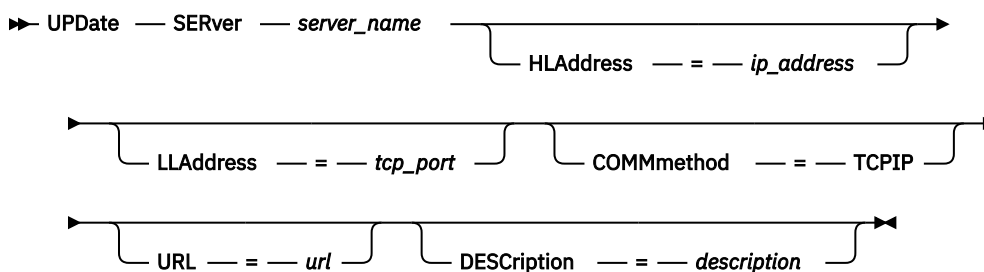 UPDate — SERver — server_name
HLAddress — = — ip_address
LLAddress — = — tcp_port COMMmethod — = — TCPIP
URL — = — url DESCription — = — description